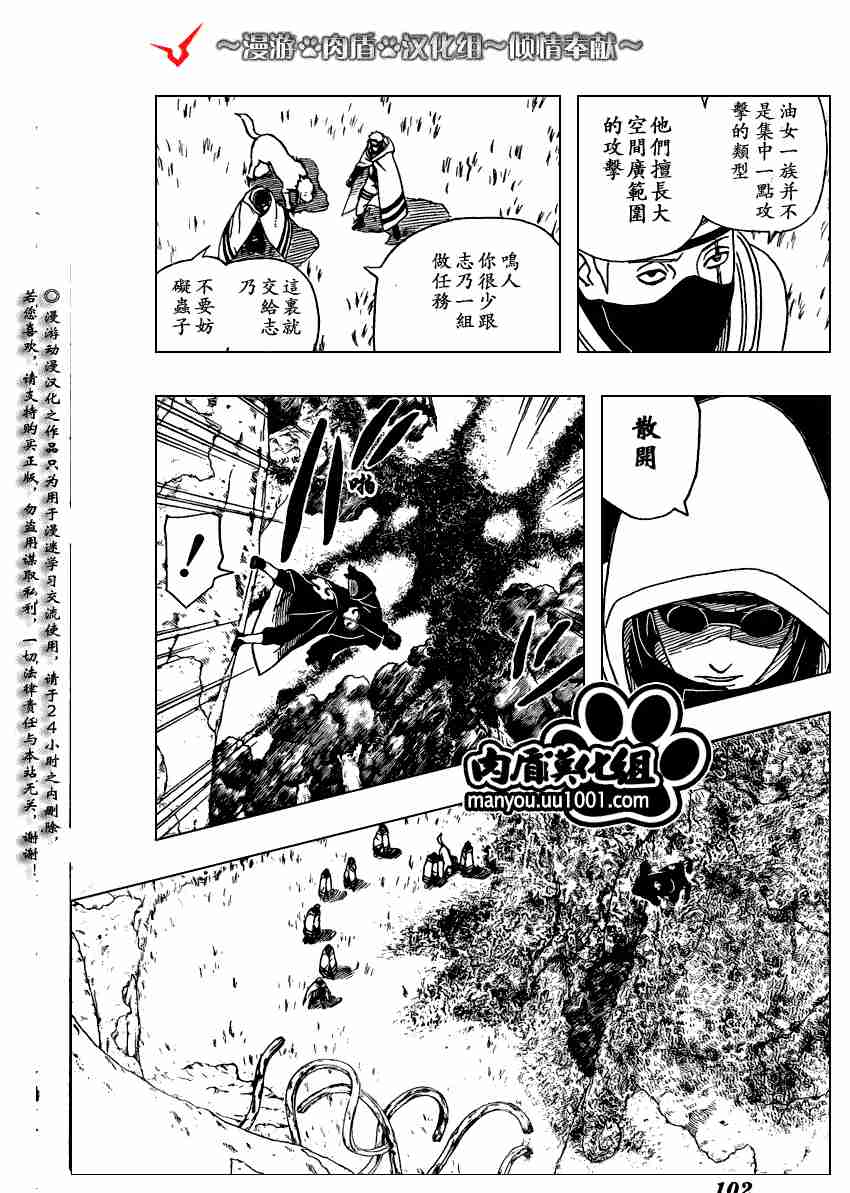 ～漫游 肉盾 汉化组～倾情奉献～
油女一族并不
是集中一點攻
擊的類型
他們擅長大
空間廣範圍
的攻擊
鳴人
你很少跟
志乃一組
做任務
這裏就
交給志
乃
不要妨
礙蟲子
散開
啪
！
肉盾漢化组
manyou.uu1001.com
◎漫游动漫汉化之作品只为用于漫迷学习交流使用，请于24小时之内删除，
若您喜欢，请支持购买正版，勿盗用谋取私利，一切法律责任与本站无关，谢谢！
102